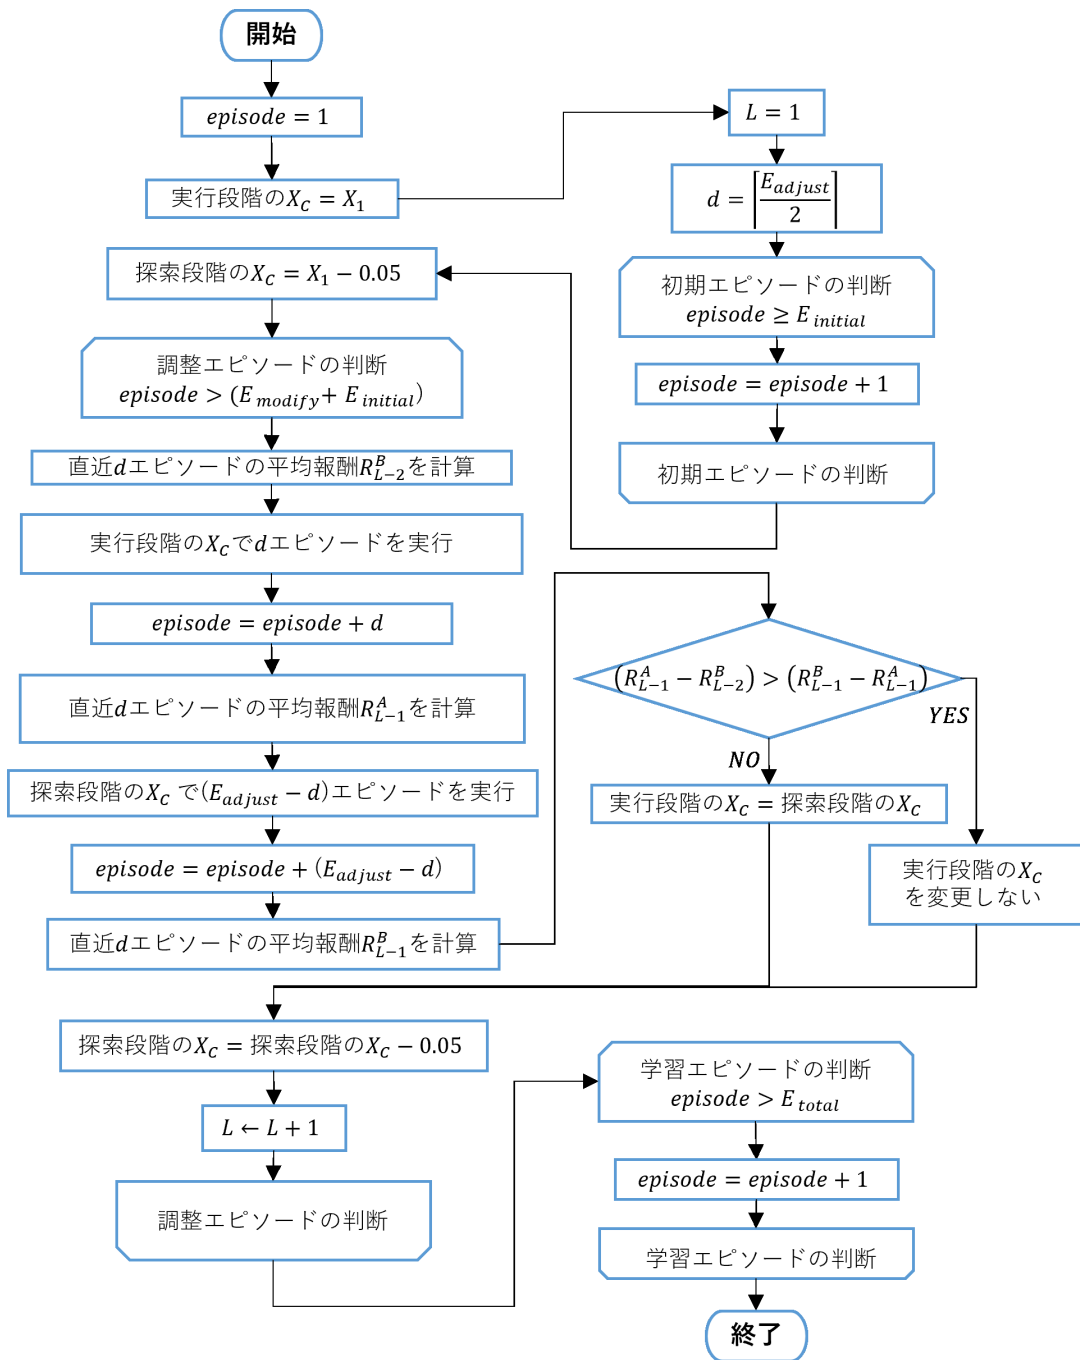 開始
episode = 1
実行段階のX_C = X_1
L = 1
d = ⌈E_adjust / 2⌉
初期エピソードの判断
episode ≥ E_initial
episode = episode + 1
初期エピソードの判断
探索段階のX_C = X_1 − 0.05
調整エピソードの判断
episode > (E_modify + E_initial)
直近dエピソードの平均報酬R^B_{L−2}を計算
実行段階のX_Cでdエピソードを実行
episode = episode + d
直近dエピソードの平均報酬R^A_{L−1}を計算
探索段階のX_C で(E_adjust − d)エピソードを実行
episode = episode + (E_adjust − d)
直近dエピソードの平均報酬R^B_{L−1}を計算
(R^A_{L−1} − R^B_{L−2}) > (R^B_{L−1} − R^A_{L−1})
YES
NO
実行段階のX_C = 探索段階のX_C
実行段階のX_C
を変更しない
探索段階のX_C = 探索段階のX_C − 0.05
L ← L + 1
調整エピソードの判断
学習エピソードの判断
episode > E_total
episode = episode + 1
学習エピソードの判断
終了